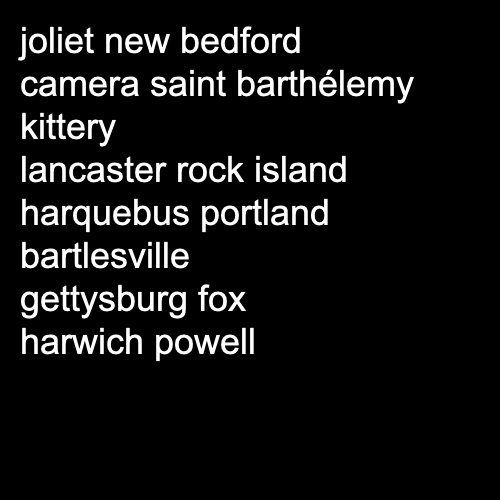 joliet new bedford
camera saint barthélemy
kittery
lancaster rock island
harquebus portland
bartlesville
gettysburg fox
harwich powell